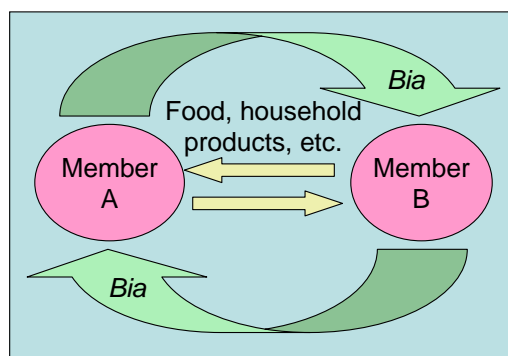 Bia
Food, household
products, etc.
Member
A
Member
B
Bia